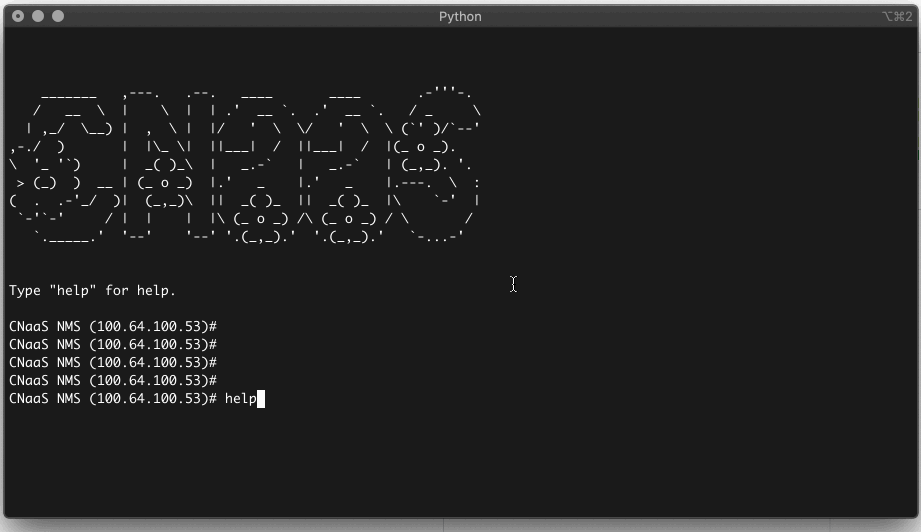 Python
⌥⌘2
CNaaS
Type "help" for help.
CNaaS NMS (100.64.100.53)#
CNaaS NMS (100.64.100.53)#
CNaaS NMS (100.64.100.53)#
CNaaS NMS (100.64.100.53)#
CNaaS NMS (100.64.100.53)# help